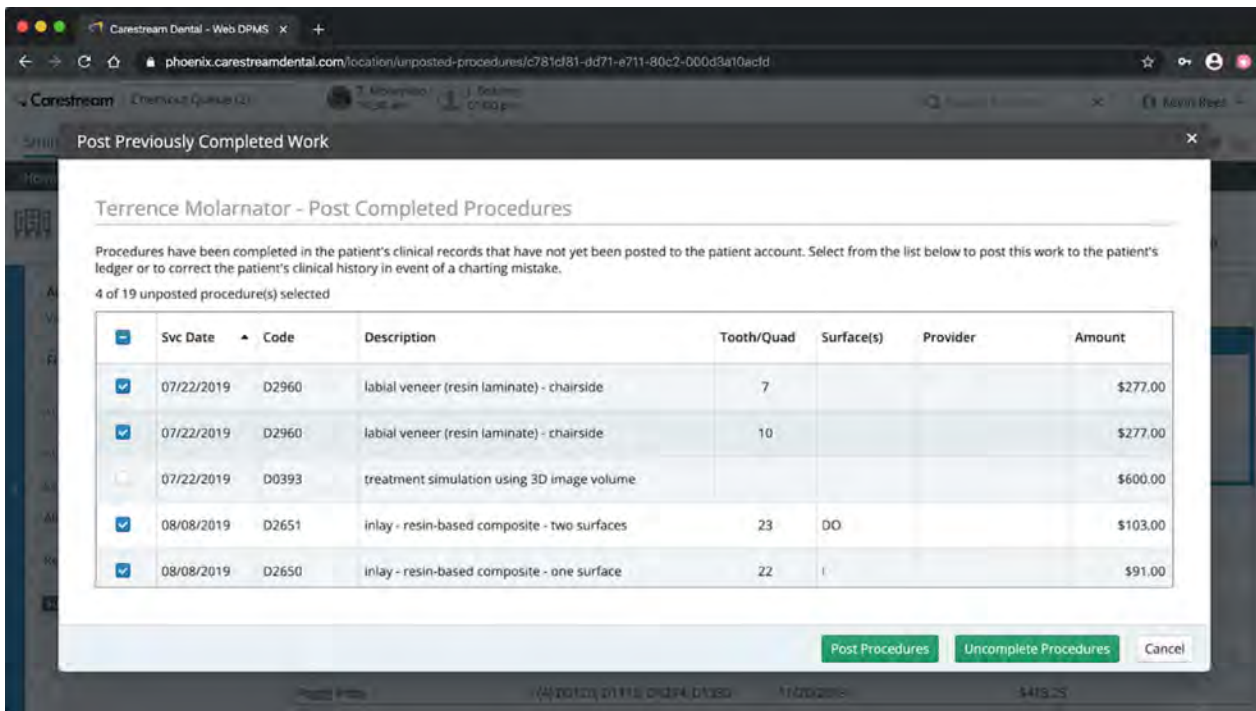 Carestream Dental - Web DPMS
phoenix.carestreamdental.com/location/unposted-procedures/c781cf81-dd71-e711-80c2-000d3a10acfd
Carestream Checkout Queue (2) Kevin Rees
Post Previously Completed Work
Terrence Molarnator - Post Completed Procedures
Procedures have been completed in the patient's clinical records that have not yet been posted to the patient account. Select from the list below to post this work to the patient's
ledger or to correct the patient's clinical history in event of a charting mistake.
4 of 19 unposted procedure(s) selected
Svc Date Code Description Tooth/Quad Surface(s) Provider Amount
07/22/2019 D2960 labial veneer (resin laminate) - chairside 7 $277.00
07/22/2019 D2960 labial veneer (resin laminate) - chairside 10 $277.00
07/22/2019 D0393 treatment simulation using 3D image volume $600.00
08/08/2019 D2651 inlay - resin-based composite - two surfaces 23 DO $103.00
08/08/2019 D2650 inlay - resin-based composite - one surface 22 I $91.00
Post Procedures Uncomplete Procedures Cancel